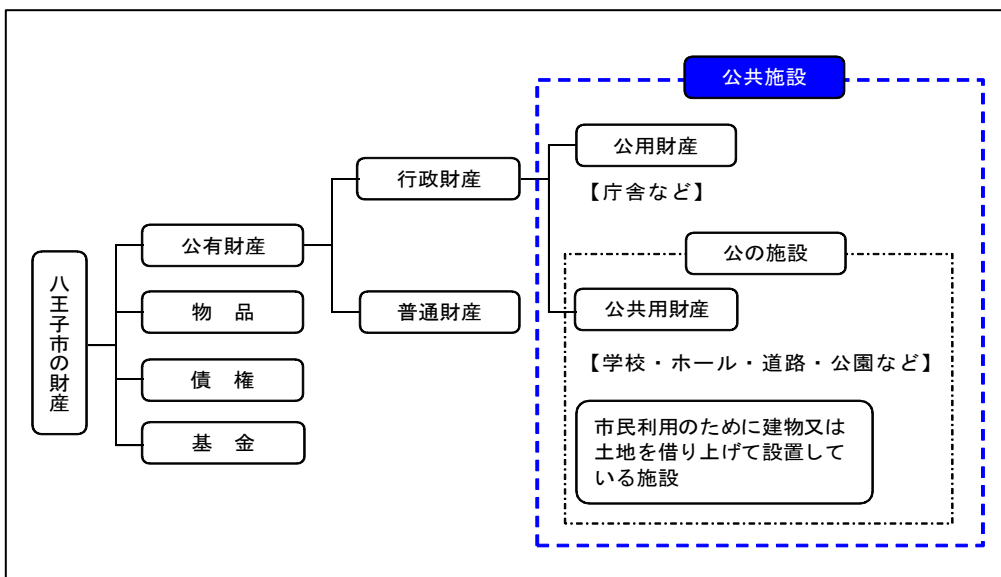 公共施設
公用財産
行政財産
【庁舎など】
公有財産
公の施設
八王子市の財産
物　品
普通財産
公共用財産
【学校・ホール・道路・公園など】
債　権
市民利用のために建物又は
土地を借り上げて設置して
いる施設
基　金